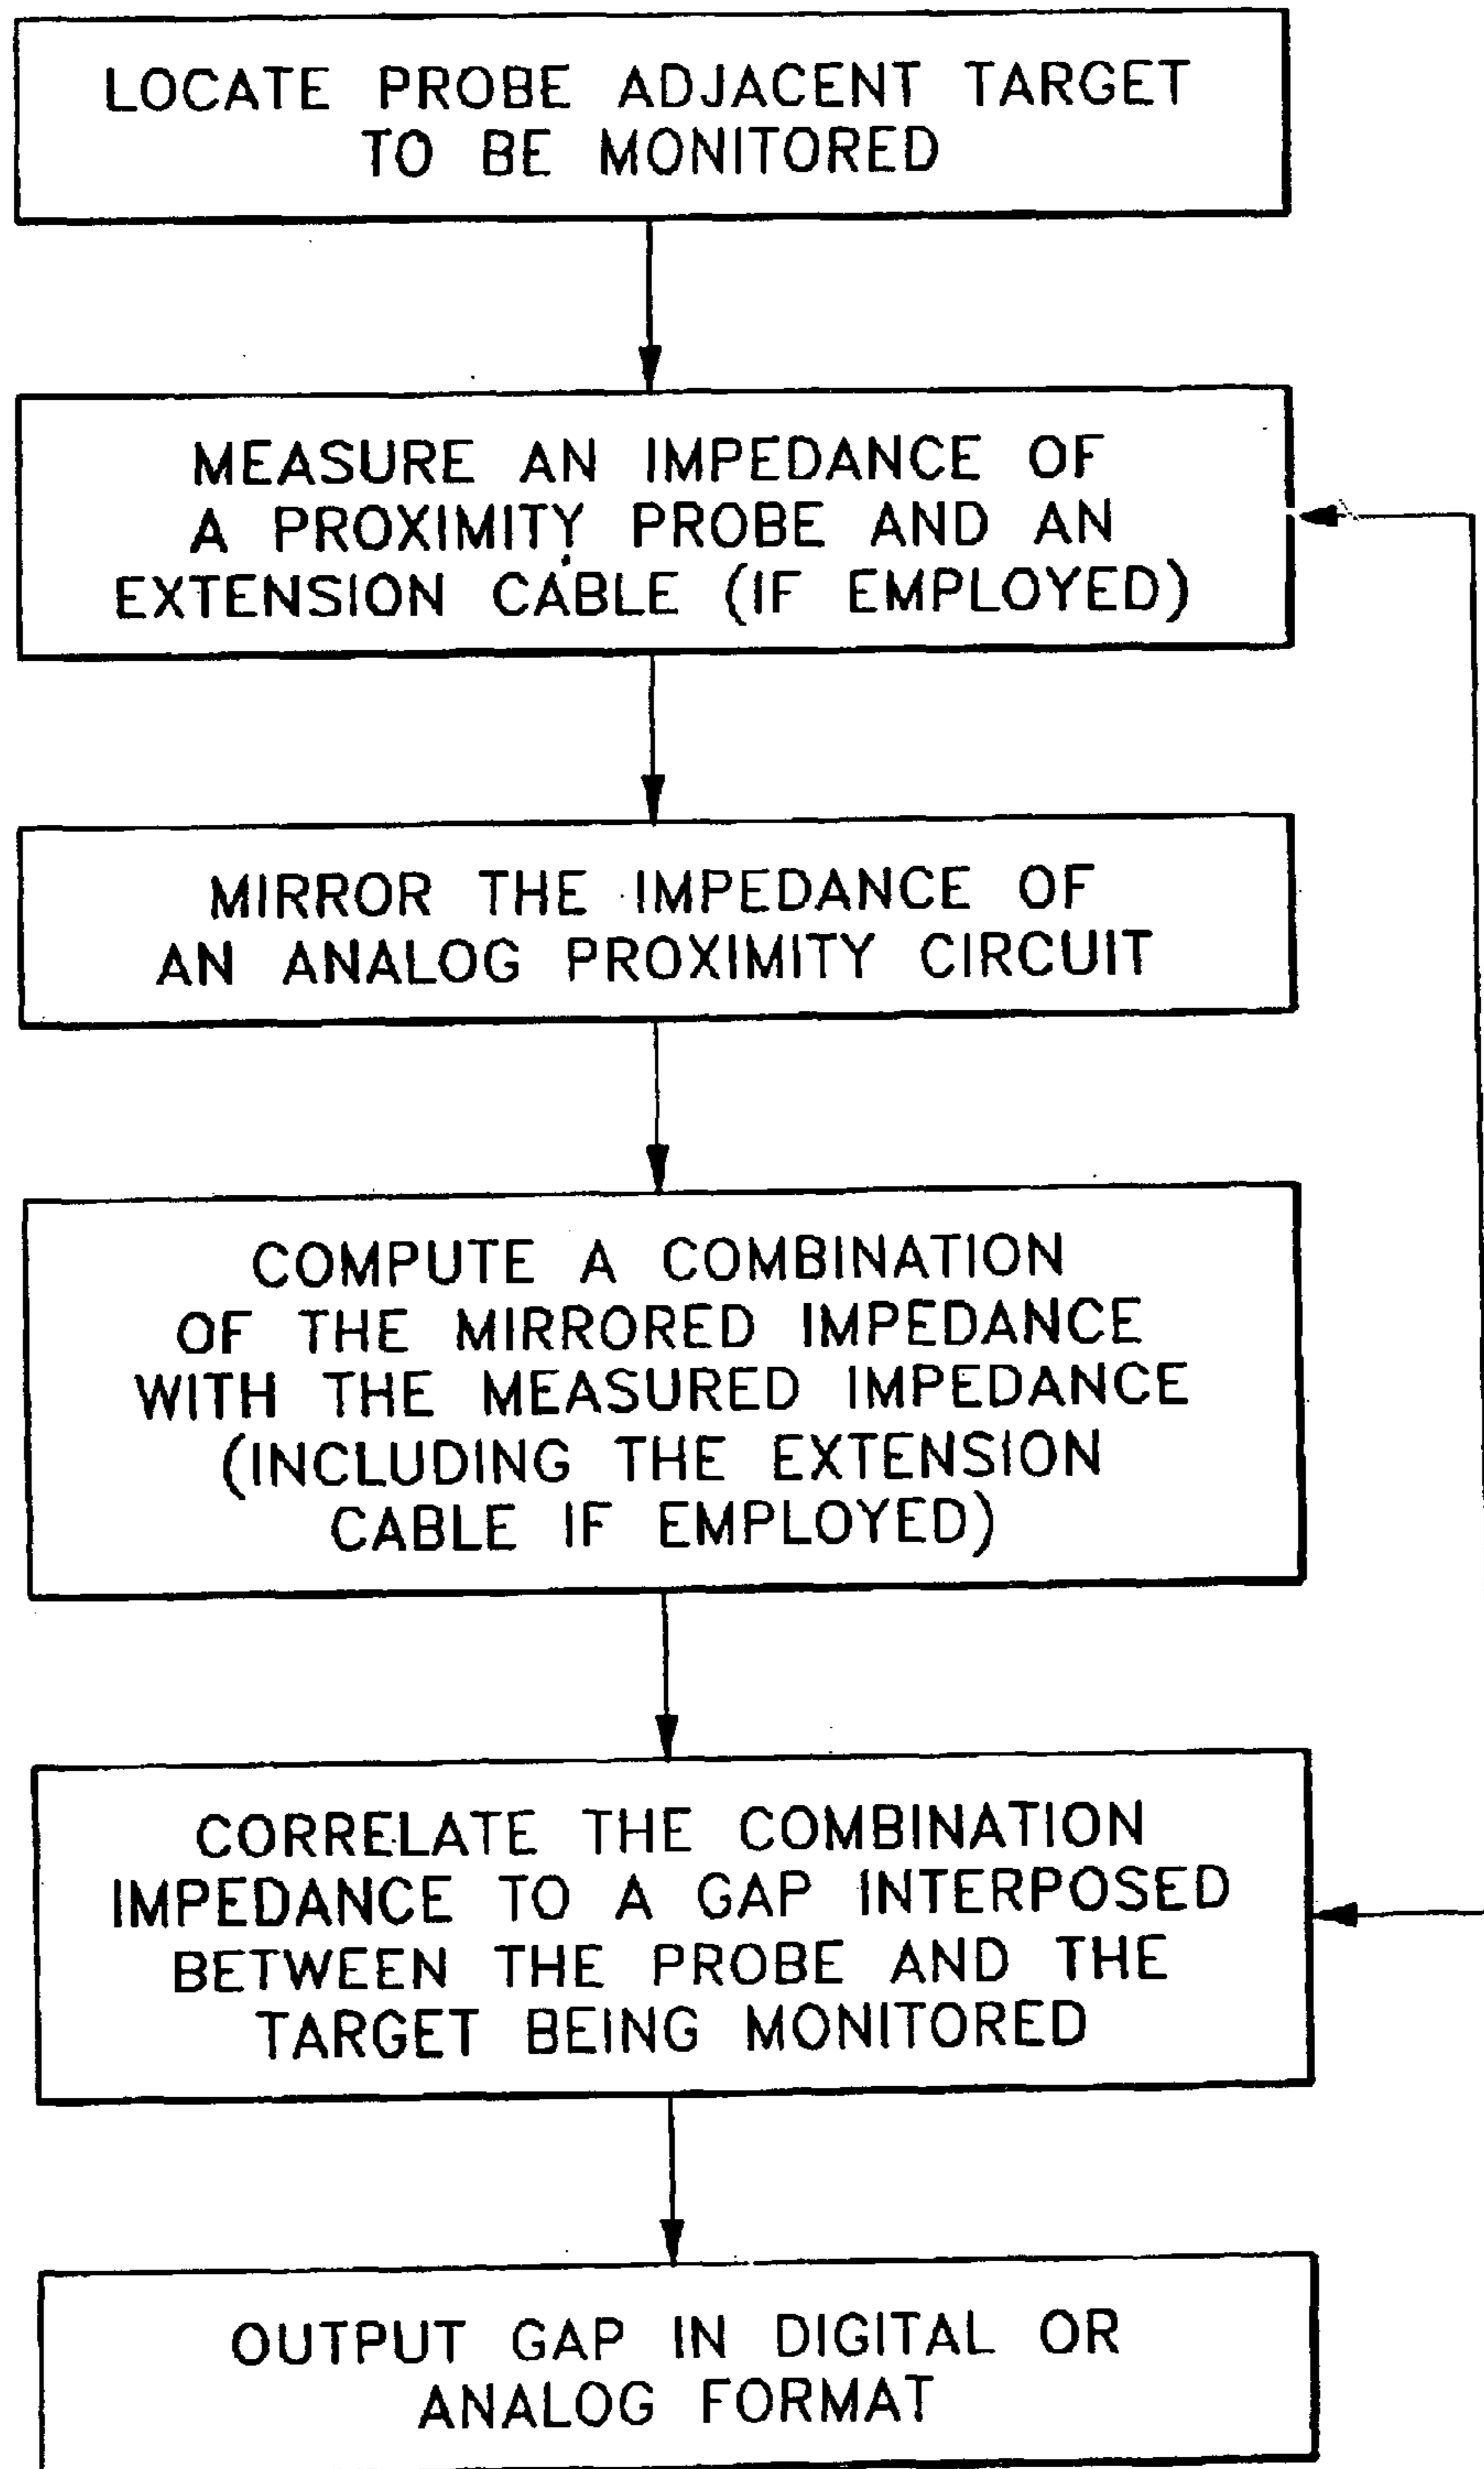 LOCATE PROBE ADJACENT TARGET
TO BE MONITORED
MEASURE AN IMPEDANCE OF
A PROXIMITY PROBE AND AN
EXTENSION CABLE (IF EMPLOYED)
MIRROR THE IMPEDANCE OF
AN ANALOG PROXIMITY CIRCUIT
COMPUTE A COMBINATION
OF THE MIRRORED IMPEDANCE
WITH THE MEASURED IMPEDANCE
(INCLUDING THE EXTENSION
CABLE IF EMPLOYED)
CORRELATE THE COMBINATION
IMPEDANCE TO A GAP INTERPOSED
BETWEEN THE PROBE AND THE
TARGET BEING MONITORED
OUTPUT GAP IN DIGITAL OR
ANALOG FORMAT